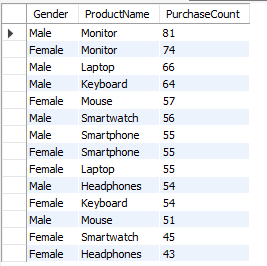 Gender ProductName PurchaseCount
Male Monitor 81
Female Monitor 74
Male Laptop 66
Male Keyboard 64
Female Mouse 57
Male Smartwatch 56
Male Smartphone 55
Female Smartphone 55
Female Laptop 55
Male Headphones 54
Female Keyboard 54
Male Mouse 51
Female Smartwatch 45
Female Headphones 43